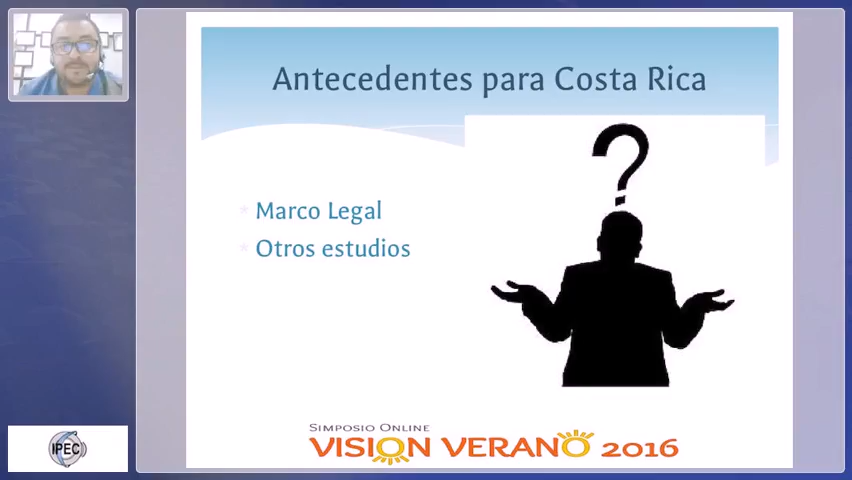 Antecedentes para Costa Rica
* Marco Legal
* Otros estudios
SIMPOSIO ONLINE
VISION VERANO 2016
IPEC